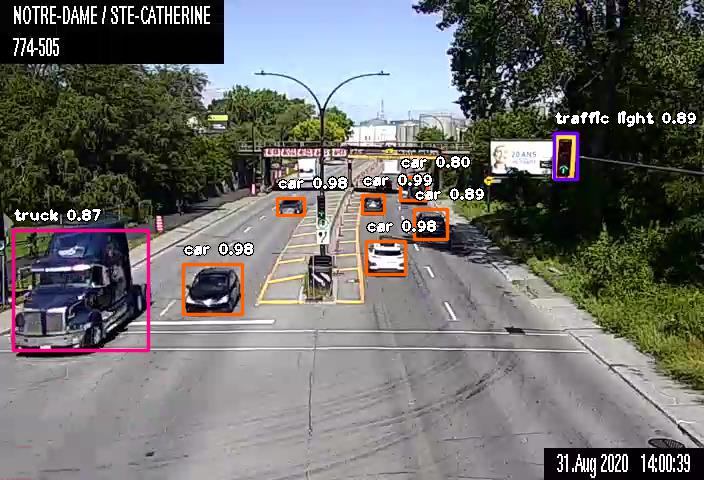 NOTRE-DAME / STE-CATHERINE
774-505
traffic light 0.89
20 ANS
car 0.80
car 0.98
car 0.99
car 0.89
truck 0.87
car 0.98
car 0.98
31.Aug 2020 14:00:39